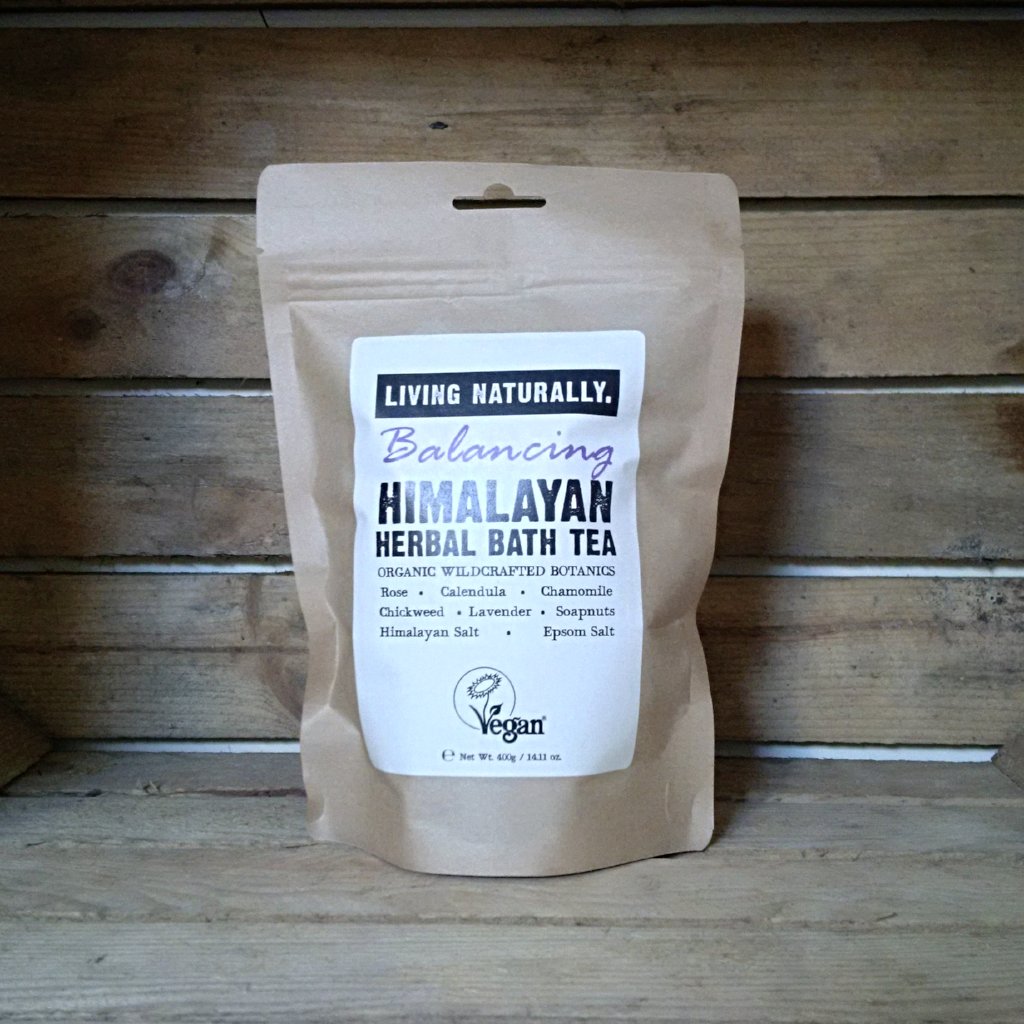 LIVING NATURALLY.
Balancing
HIMALAYAN
HERBAL BATH TEA
ORGANIC WILDCRAFTED BOTANICS
Rose • Calendula • Chamomile
Chickweed • Lavender • Soapnuts
Himalayan Salt • Epsom Salt
Vegan®
℮ Net Wt. 400g / 14.11 oz.